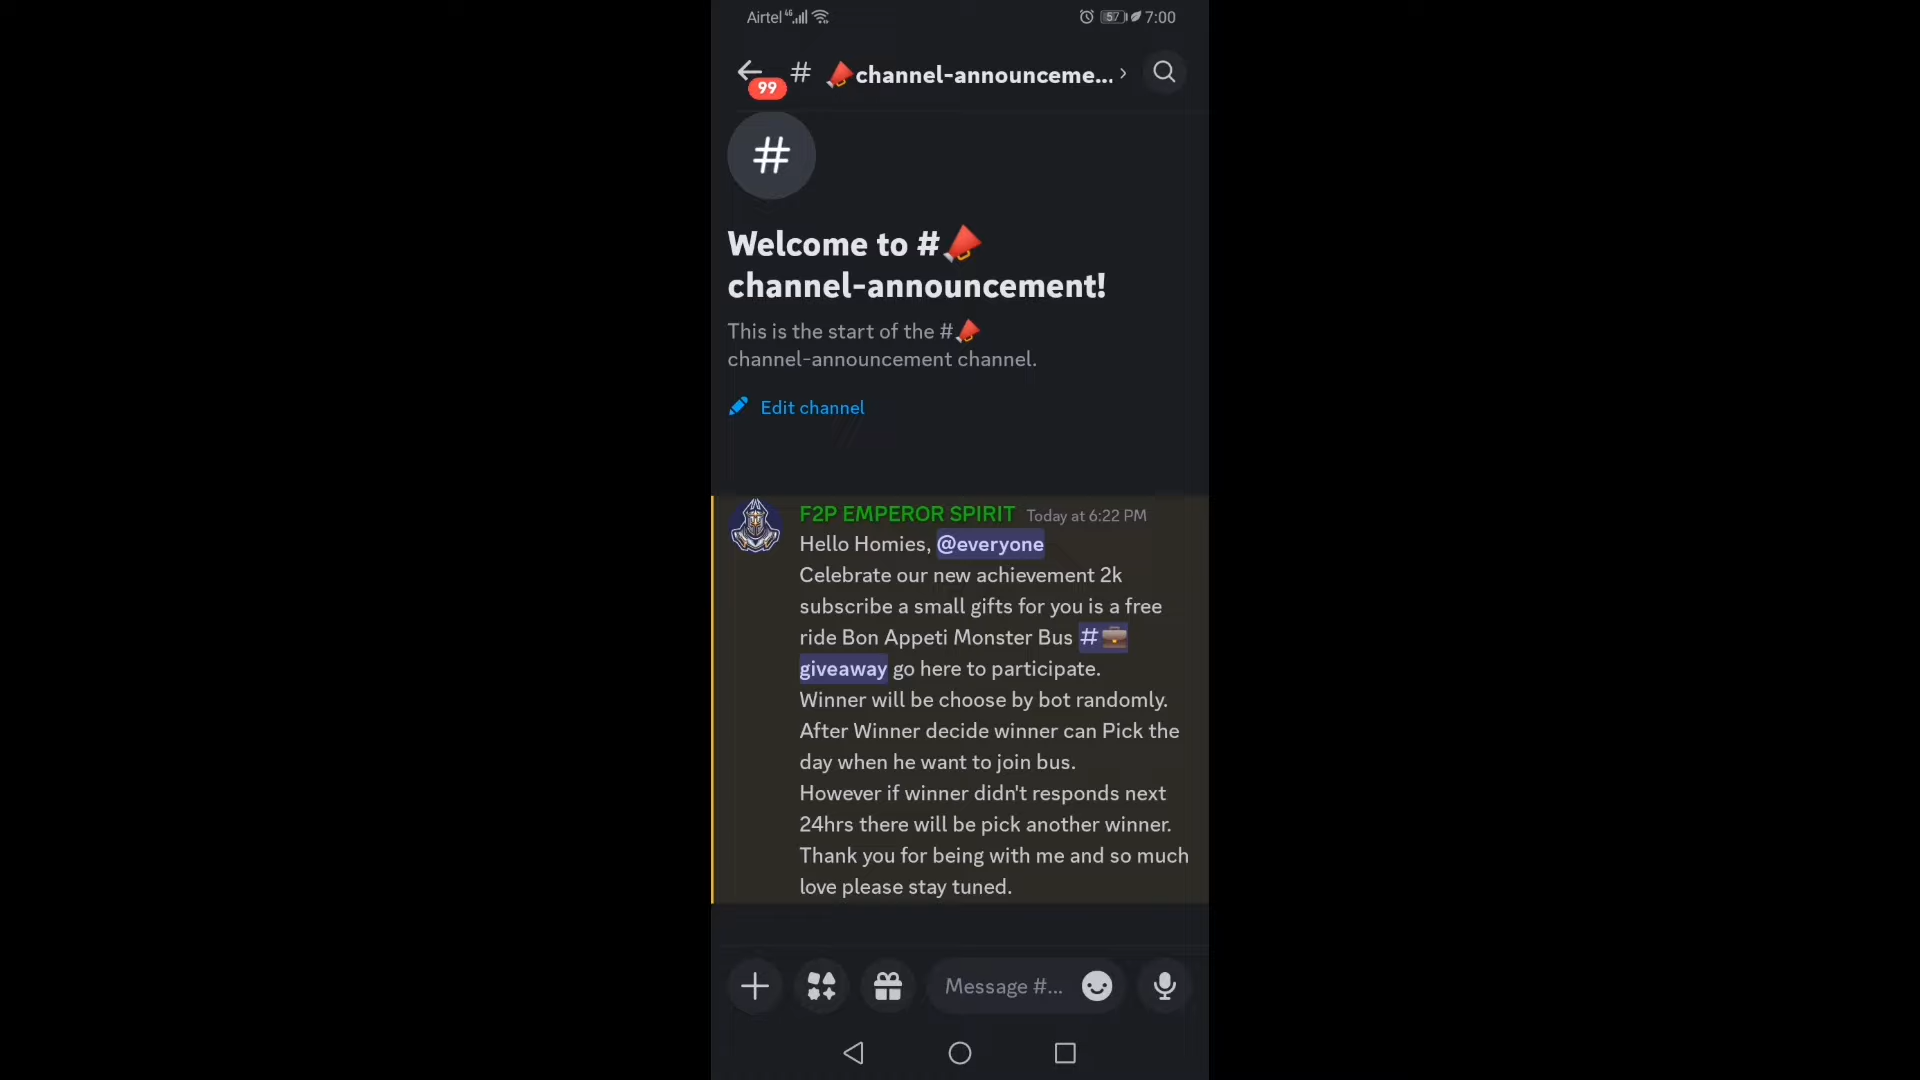 Airtel 4G 57 7:00
99 # 📣channel-announceme... ›
#
Welcome to #📣
channel-announcement!
This is the start of the #📣
channel-announcement channel.
Edit channel
F2P EMPEROR SPIRIT Today at 6:22 PM
Hello Homies, @everyone
Celebrate our new achievement 2k
subscribe a small gifts for you is a free
ride Bon Appeti Monster Bus #💼
giveaway go here to participate.
Winner will be choose by bot randomly.
After Winner decide winner can Pick the
day when he want to join bus.
However if winner didn't responds next
24hrs there will be pick another winner.
Thank you for being with me and so much
love please stay tuned.
Message #...